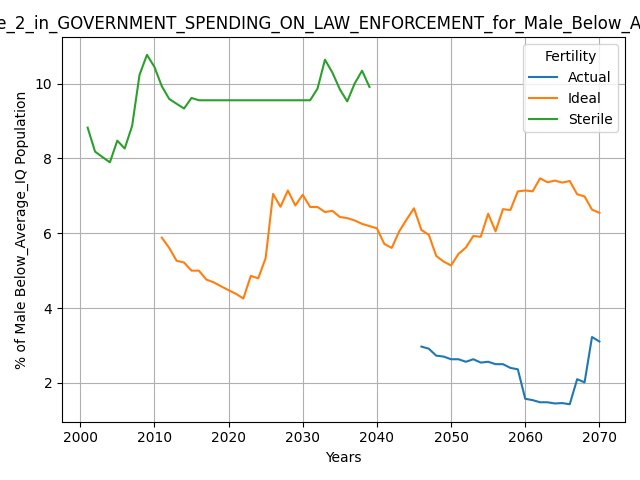 e_2_in_GOVERNMENT_SPENDING_ON_LAW_ENFORCEMENT_for_Male_Below_A
Fertility
Actual
Ideal
Sterile
% of Male Below_Average_IQ Population
10
8
6
4
2
2000 2010 2020 2030 2040 2050 2060 2070
Years